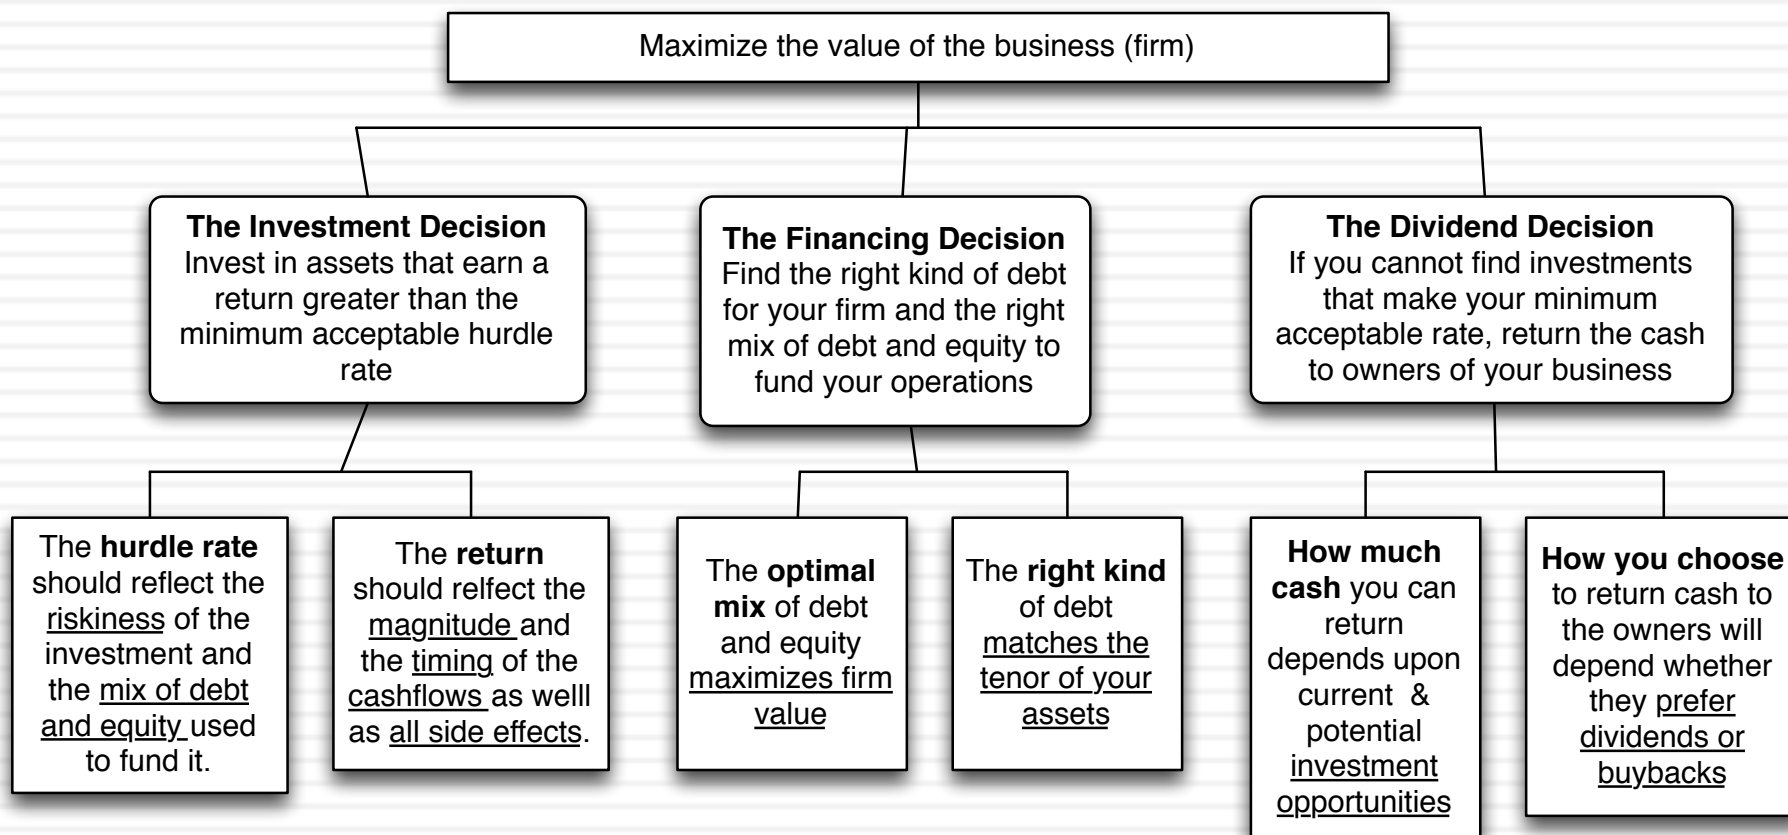 Maximize the value of the business (firm)
The Investment Decision
Invest in assets that earn a
return greater than the
minimum acceptable hurdle
rate
The Financing Decision
Find the right kind of debt
for your firm and the right
mix of debt and equity to
fund your operations
The Dividend Decision
If you cannot find investments
that make your minimum
acceptable rate, return the cash
to owners of your business
The hurdle rate
should reflect the
riskiness of the
investment and
the mix of debt
and equity used
to fund it.
The return
should relfect the
magnitude and
the timing of the
cashflows as welll
as all side effects.
The optimal
mix of debt
and equity
maximizes firm
value
The right kind
of debt
matches the
tenor of your
assets
How much
cash you can
return
depends upon
current & 
potential
investment
opportunities
How you choose
to return cash to
the owners will
depend whether
they prefer
dividends or
buybacks